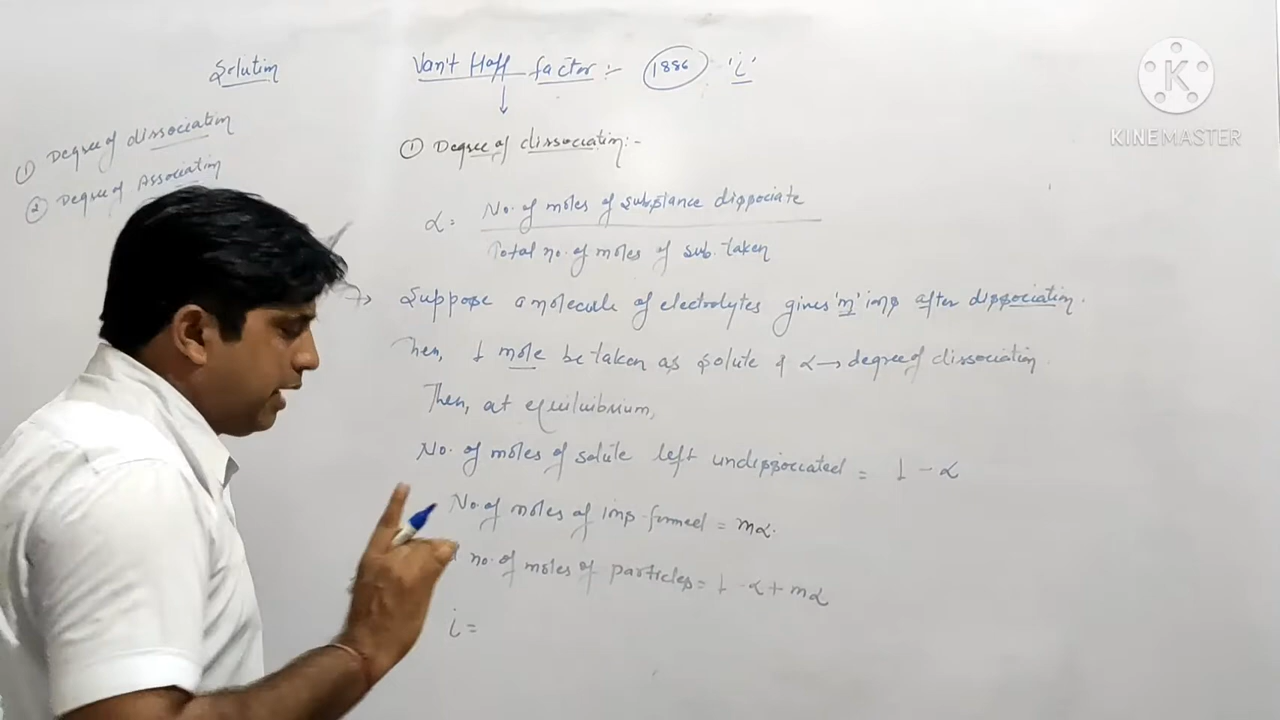 Solution
① Degree of dissociation
② Degree of Association
Van't Hoff factor :- 1886 'i'
① Degree of dissociation:-
α = No. of moles of substance dissociate
Total no. of moles of sub. taken
→ Suppose a molecule of electrolytes gives 'm' ions after dissociation.
Then, 1 mole be taken as solute & α → degree of dissociation.
Then, at equiluibrium,
No. of moles of solute left undissociated = 1 - α
No. of moles of ions formed = mα.
no. of moles of particles = 1 - α + mα
i =
K
KINEMASTER